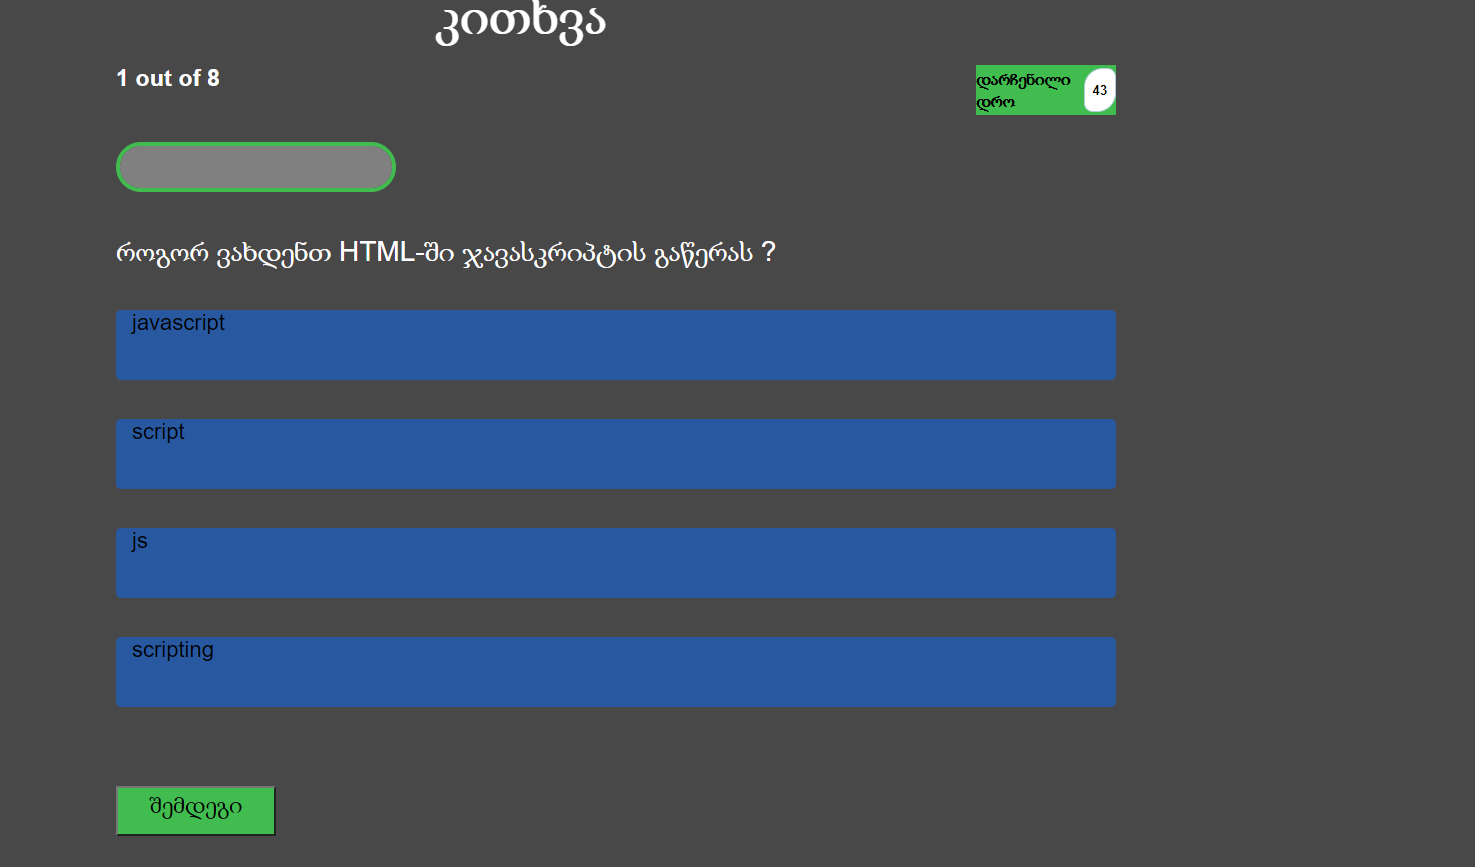 კითხვა
1 out of 8
დარჩენილი
დრო
43
როგორ ვახდენთ HTML-ში ჯავასკრიპტის გაწერას ?
javascript
script
js
scripting
შემდეგი